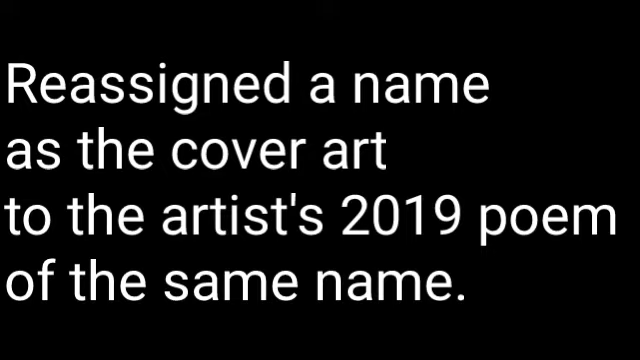 Reassigned a name
as the cover art
to the artist's 2019 poem
of the same name.